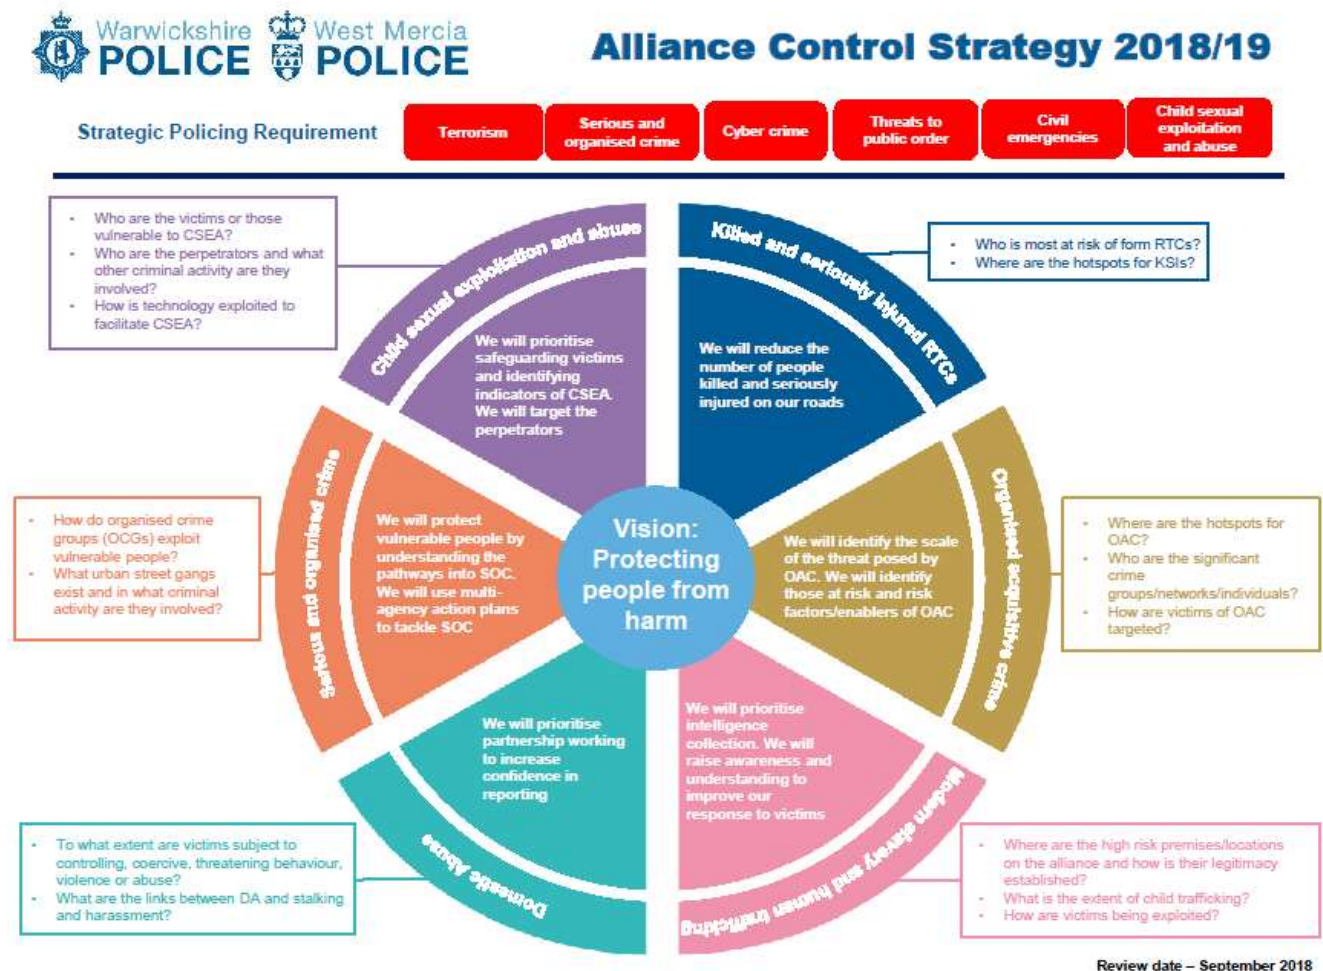 Warwickshire
POLICE
West Mercia
POLICE
Alliance Control Strategy 2018/19
Strategic Policing Requirement
Terrorism
Serious and
organised crime
Cyber crime
Threats to
public order
Civil
emergencies
Child sexual
exploitation
and abuse
- Who are the victims or those
vulnerable to CSEA?
- Who are the perpetrators and what
other criminal activity are they
involved?
- How is technology exploited to
facilitate CSEA?
Child sexual exploitation and abuse
We will prioritise
safeguarding victims
and identifying
indicators of CSEA.
We will target the
perpetrators
Killed and seriously injured RTCs
We will reduce the
number of people
killed and seriously
injured on our roads
- Who is most at risk of form RTCs?
- Where are the hotspots for KSIs?
- How do organised crime
groups (OCGs) exploit
vulnerable people?
- What urban street gangs
exist and in what criminal
activity are they involved?
Serious and organised crime
We will protect
vulnerable people by
understanding the
pathways into SOC.
We will use multi-
agency action plans
to tackle SOC
Vision:
Protecting
people from
harm
We will identify the scale
of the threat posed by
OAC. We will identify
those at risk and risk
factors/enablers of OAC
Organised acquisitive crime
- Where are the hotspots for
OAC?
- Who are the significant
crime
groups/networks/individuals?
- How are victims of OAC
targeted?
We will prioritise
partnership working
to increase
confidence in
reporting
Domestic Abuse
- To what extent are victims subject to
controlling, coercive, threatening behaviour,
violence or abuse?
- What are the links between DA and stalking
and harassment?
We will prioritise
intelligence
collection. We will
raise awareness and
understanding to
improve our
response to victims
Modern slavery and human trafficking
- Where are the high risk premises/locations
on the alliance and how is their legitimacy
established?
- What is the extent of child trafficking?
- How are victims being exploited?
Review date – September 2018